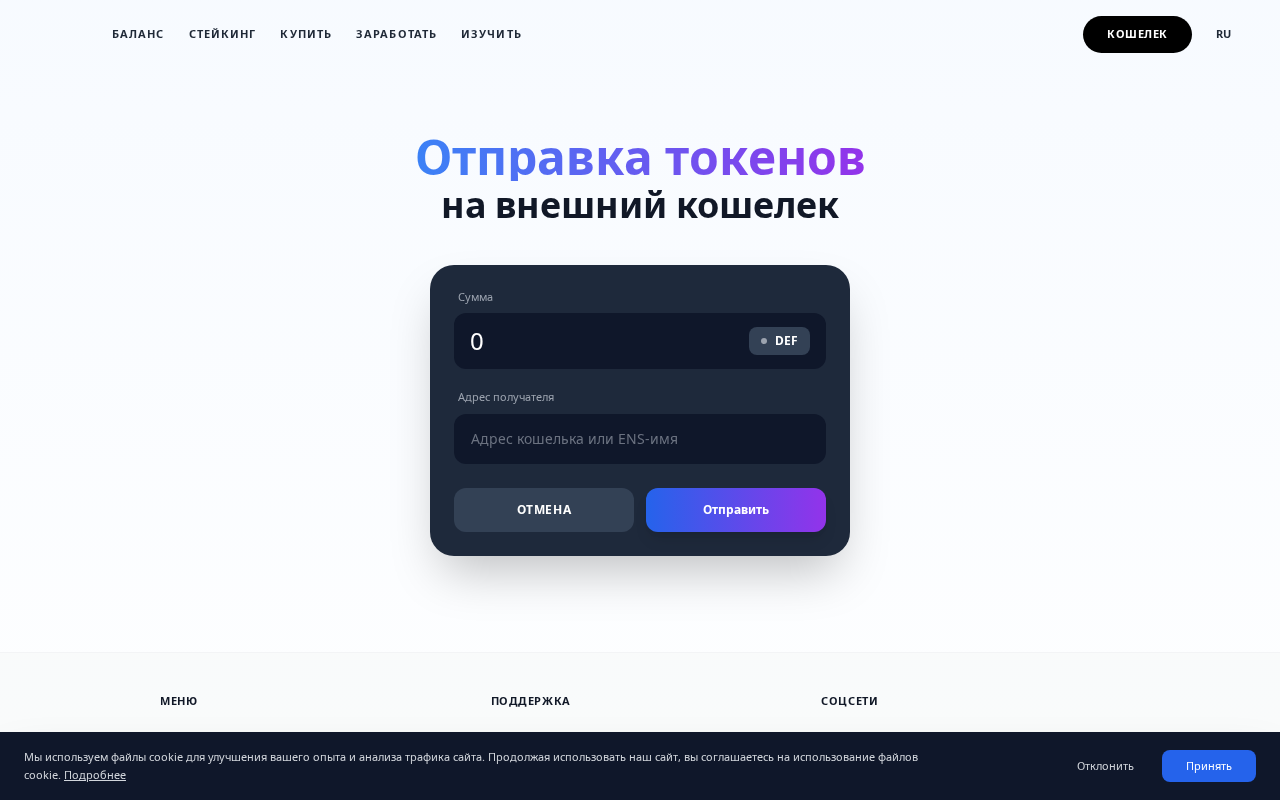 БАЛАНС СТЕЙКИНГ КУПИТЬ ЗАРАБОТАТЬ ИЗУЧИТЬ КОШЕЛЕК RU
Отправка токенов
на внешний кошелек
Сумма
0 DEF
Адрес получателя
Адрес кошелька или ENS-имя
ОТМЕНА Отправить
МЕНЮ ПОДДЕРЖКА СОЦСЕТИ
Мы используем файлы cookie для улучшения вашего опыта и анализа трафика сайта. Продолжая использовать наш сайт, вы соглашаетесь на использование файлов
cookie. Подробнее
Отклонить Принять